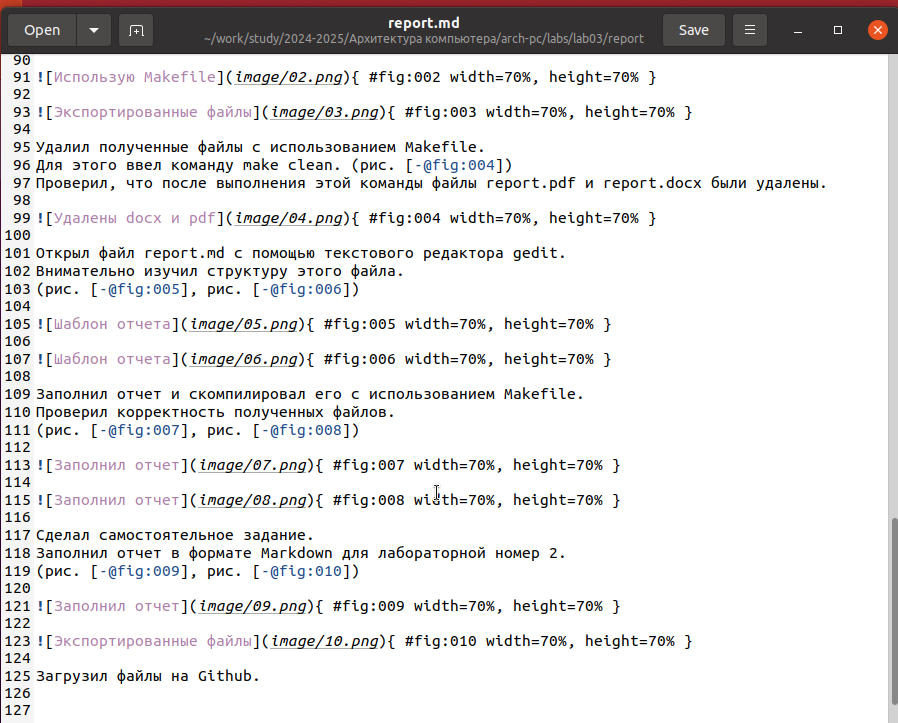 Open
report.md
~/work/study/2024-2025/Архитектура компьютера/arch-pc/labs/lab03/report
Save
90
91 ![Использую Makefile](image/02.png){ #fig:002 width=70%, height=70% }
92
93 ![Экспортированные файлы](image/03.png){ #fig:003 width=70%, height=70% }
94
95 Удалил полученные файлы с использованием Makefile.
96 Для этого ввел команду make clean. (рис. [-@fig:004])
97 Проверил, что после выполнения этой команды файлы report.pdf и report.docx были удалены.
98
99 ![Удалены docx и pdf](image/04.png){ #fig:004 width=70%, height=70% }
100
101 Открыл файл report.md с помощью текстового редактора gedit.
102 Внимательно изучил структуру этого файла.
103 (рис. [-@fig:005], рис. [-@fig:006])
104
105 ![Шаблон отчета](image/05.png){ #fig:005 width=70%, height=70% }
106
107 ![Шаблон отчета](image/06.png){ #fig:006 width=70%, height=70% }
108
109 Заполнил отчет и скомпилировал его с использованием Makefile.
110 Проверил корректность полученных файлов.
111 (рис. [-@fig:007], рис. [-@fig:008])
112
113 ![Заполнил отчет](image/07.png){ #fig:007 width=70%, height=70% }
114
115 ![Заполнил отчет](image/08.png){ #fig:008 width=70%, height=70% }
116
117 Сделал самостоятельное задание.
118 Заполнил отчет в формате Markdown для лабораторной номер 2.
119 (рис. [-@fig:009], рис. [-@fig:010])
120
121 ![Заполнил отчет](image/09.png){ #fig:009 width=70%, height=70% }
122
123 ![Экспортированные файлы](image/10.png){ #fig:010 width=70%, height=70% }
124
125 Загрузил файлы на Github.
126
127